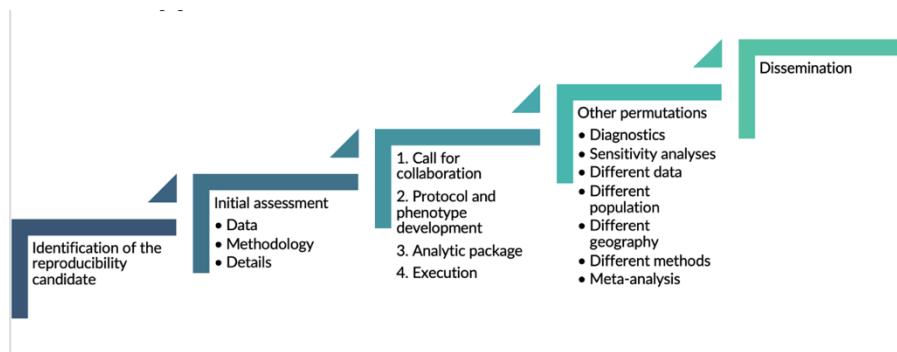 Identification of the
reproducibility
candidate
Initial assessment
• Data
• Methodology
• Details
1. Call for
collaboration
2. Protocol and
phenotype
development
3. Analytic package
4. Execution
Other permutations
• Diagnostics
• Sensitivity analyses
• Different data
• Different
population
• Different
geography
• Different methods
• Meta-analysis
Dissemination